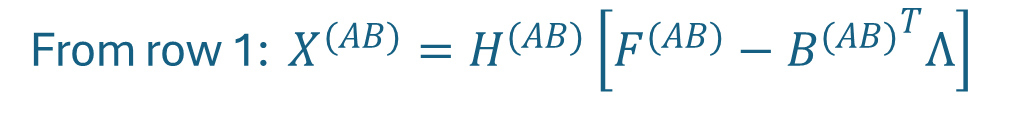 From row 1: X^(AB) = H^(AB) [F^(AB) − B^(AB)^T Λ]